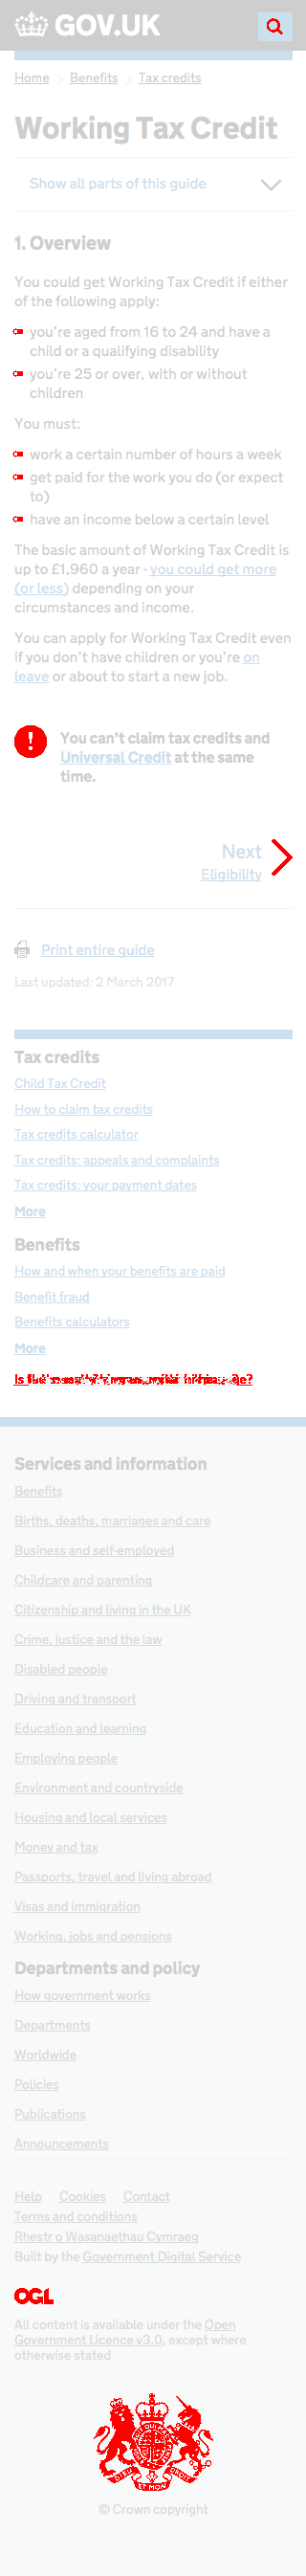 GOV.UK
Home Benefits Tax credits
Working Tax Credit
Show all parts of this guide
1. Overview
You could get Working Tax Credit if either
of the following apply:
you're aged from 16 to 24 and have a
child or a qualifying disability
you're 25 or over, with or without
children
You must:
work a certain number of hours a week
get paid for the work you do (or expect
to)
have an income below a certain level
The basic amount of Working Tax Credit is
up to £1,960 a year - you could get more
(or less) depending on your
circumstances and income.
You can apply for Working Tax Credit even
if you don't have children or you're on
leave or about to start a new job.
You can't claim tax credits and
Universal Credit at the same
time.
Next
Eligibility
Print entire guide
Last updated: 2 March 2017
Tax credits
Child Tax Credit
How to claim tax credits
Tax credits calculator
Tax credits: appeals and complaints
Tax credits: your payment dates
More
Benefits
How and when your benefits are paid
Benefit fraud
Benefits calculators
More
Services and information
Benefits
Births, deaths, marriages and care
Business and self-employed
Childcare and parenting
Citizenship and living in the UK
Crime, justice and the law
Disabled people
Driving and transport
Education and learning
Employing people
Environment and countryside
Housing and local services
Money and tax
Passports, travel and living abroad
Visas and immigration
Working, jobs and pensions
Departments and policy
How government works
Departments
Worldwide
Policies
Publications
Announcements
Help Cookies Contact
Terms and conditions
Rhestr o Wasanaethau Cymraeg
Built by the Government Digital Service
OGL
All content is available under the Open
Government Licence v3.0, except where
otherwise stated
DIEU ET MON DROIT
© Crown copyright